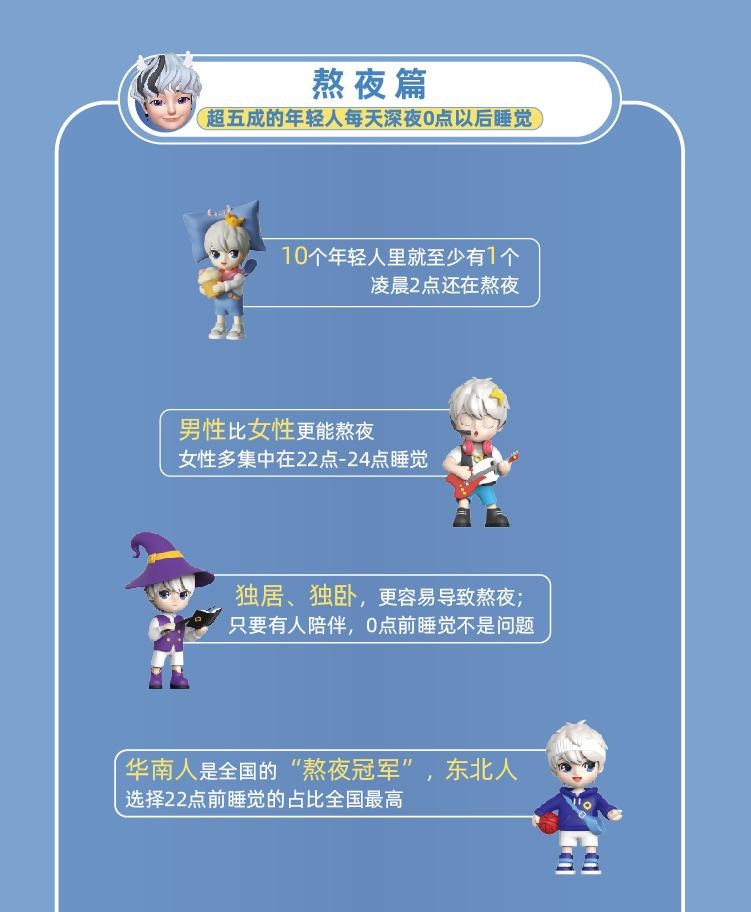 熬夜篇
超五成的年轻人每天深夜0点以后睡觉
10个年轻人里就至少有1个
凌晨2点还在熬夜
男性比女性更能熬夜
女性多集中在22点-24点睡觉
独居、独卧，更容易导致熬夜；
只要有人陪伴，0点前睡觉不是问题
华南人是全国的“熬夜冠军”，东北人
选择22点前睡觉的占比全国最高